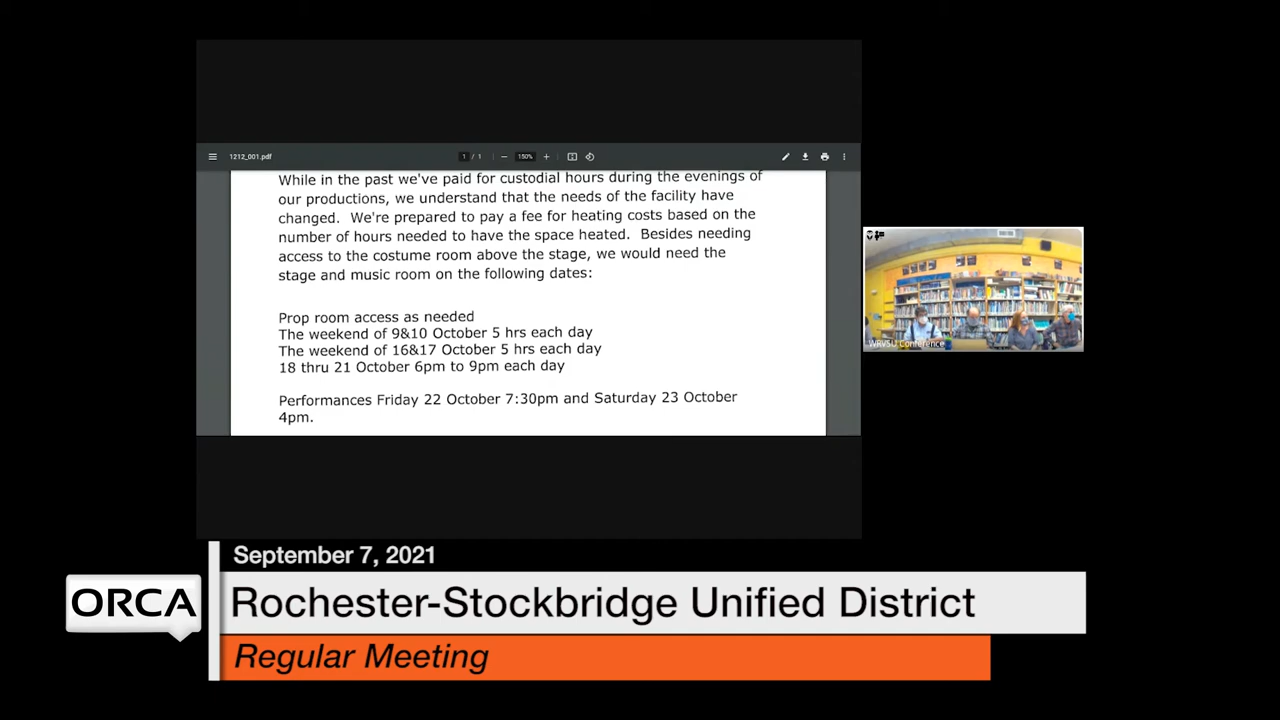 1212_001.pdf
1 / 1
150%
While in the past we've paid for custodial hours during the evenings of
our productions, we understand that the needs of the facility have
changed. We're prepared to pay a fee for heating costs based on the
number of hours needed to have the space heated. Besides needing
access to the costume room above the stage, we would need the
stage and music room on the following dates:
Prop room access as needed
The weekend of 9&10 October 5 hrs each day
The weekend of 16&17 October 5 hrs each day
18 thru 21 October 6pm to 9pm each day
Performances Friday 22 October 7:30pm and Saturday 23 October
4pm.
WRVSU Conference
September 7, 2021
ORCA
Rochester-Stockbridge Unified District
Regular Meeting